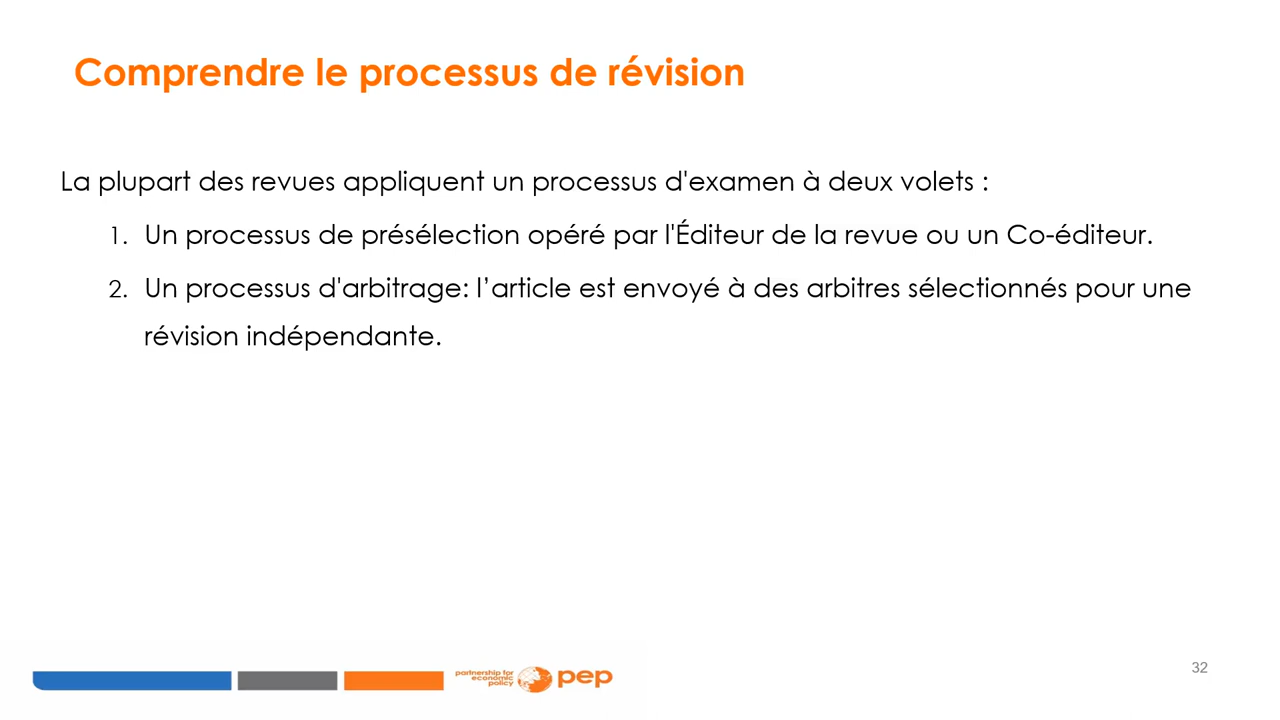 Comprendre le processus de révision
La plupart des revues appliquent un processus d'examen à deux volets :
1. Un processus de présélection opéré par l'Éditeur de la revue ou un Co-éditeur.
2. Un processus d'arbitrage: l’article est envoyé à des arbitres sélectionnés pour une
révision indépendante.
partnership for
economic
policy
pep
32